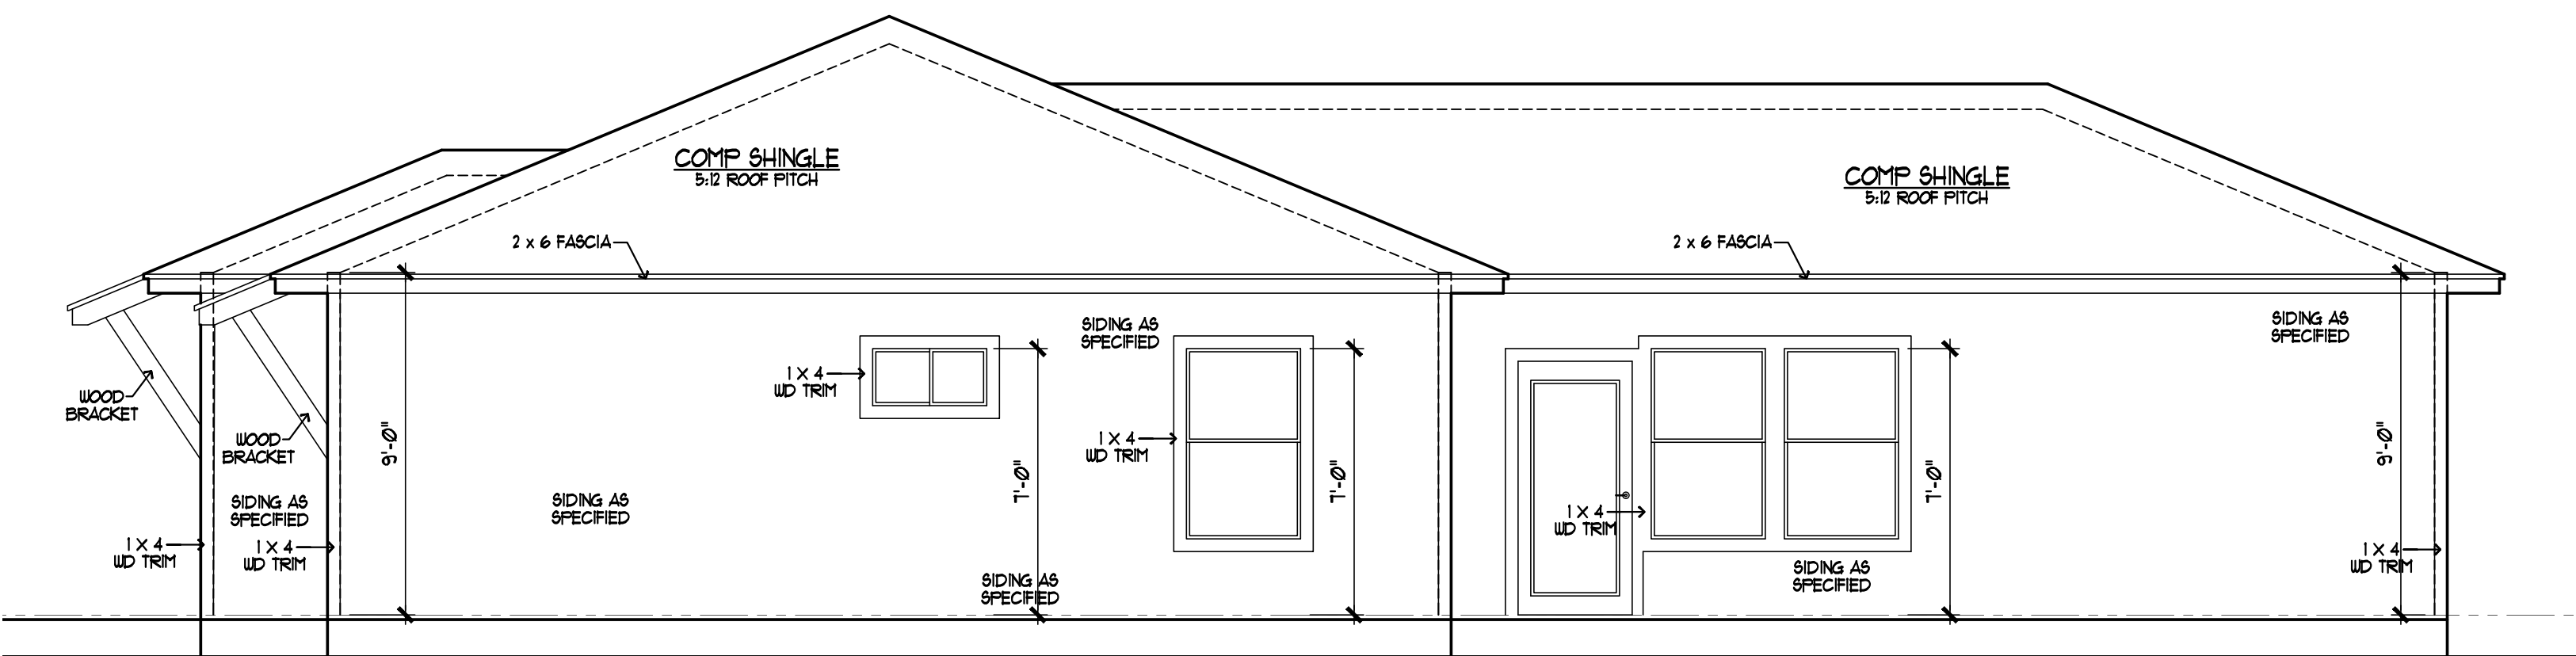 COMP SHINGLE
5:12 ROOF PITCH
COMP SHINGLE
5:12 ROOF PITCH
2 x 6 FASCIA
2 x 6 FASCIA
SIDING AS
SPECIFIED
SIDING AS
SPECIFIED
1 X 4
WD TRIM
WOOD
BRACKET
WOOD
BRACKET
9'-0"
1 X 4
WD TRIM
9'-0"
7'-0"
7'-0"
7'-0"
SIDING AS
SPECIFIED
SIDING AS
SPECIFIED
1 X 4
WD TRIM
1 X 4
WD TRIM
1 X 4
WD TRIM
1 X 4
WD TRIM
SIDING AS
SPECIFIED
SIDING AS
SPECIFIED